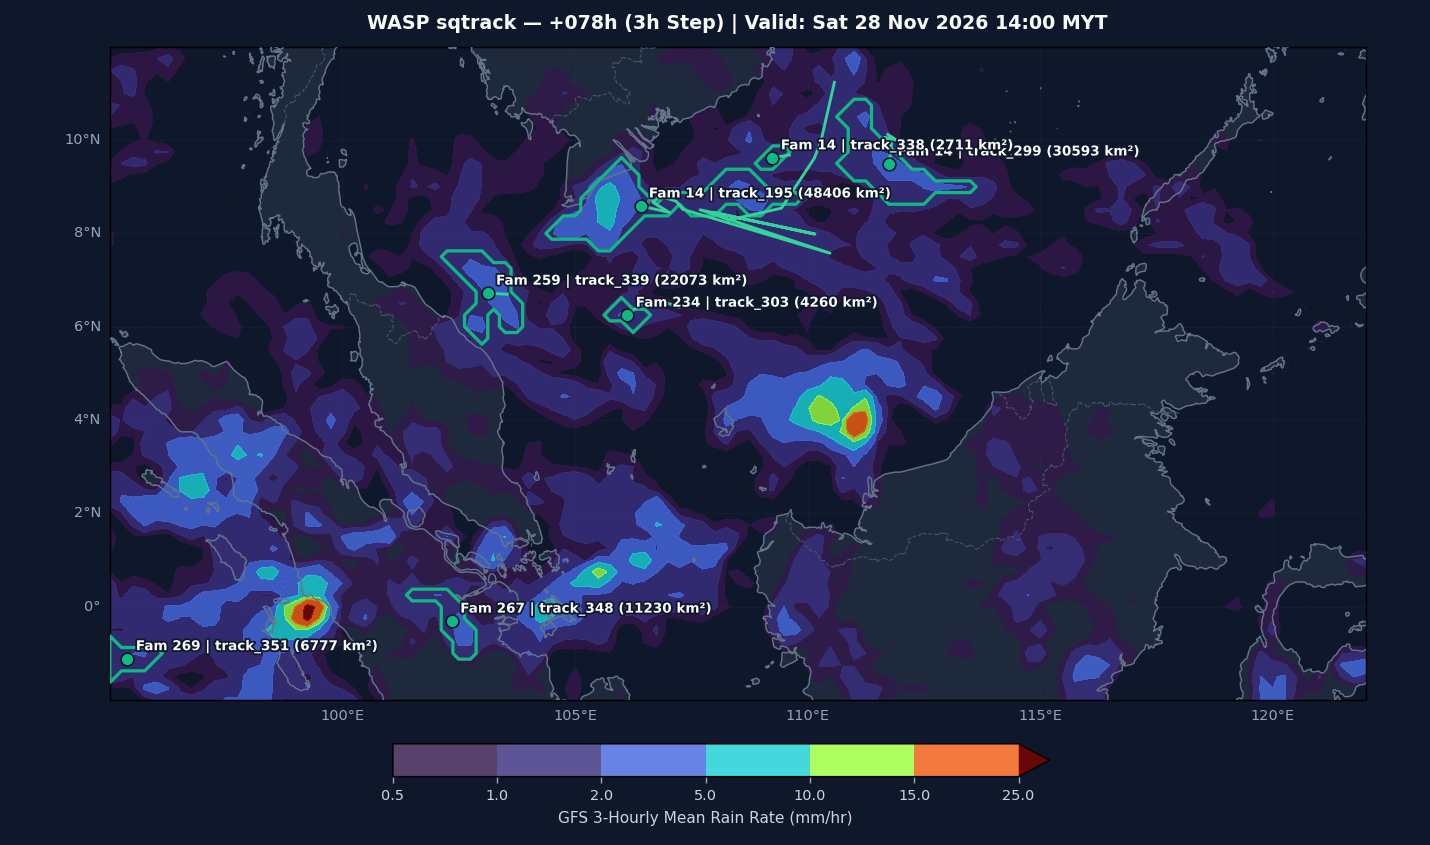 WASP sqtrack — +078h (3h Step) | Valid: Sat 28 Nov 2026 14:00 MYT
10°N
8°N
6°N
4°N
2°N
0°
Fam 14 | track_338 (2711 km²)
Fam 14 | track_299 (30593 km²)
Fam 14 | track_195 (48406 km²)
Fam 259 | track_339 (22073 km²)
Fam 234 | track_303 (4260 km²)
Fam 267 | track_348 (11230 km²)
Fam 269 | track_351 (6777 km²)
100°E 105°E 110°E 115°E 120°E
0.5 1.0 2.0 5.0 10.0 15.0 25.0
GFS 3-Hourly Mean Rain Rate (mm/hr)